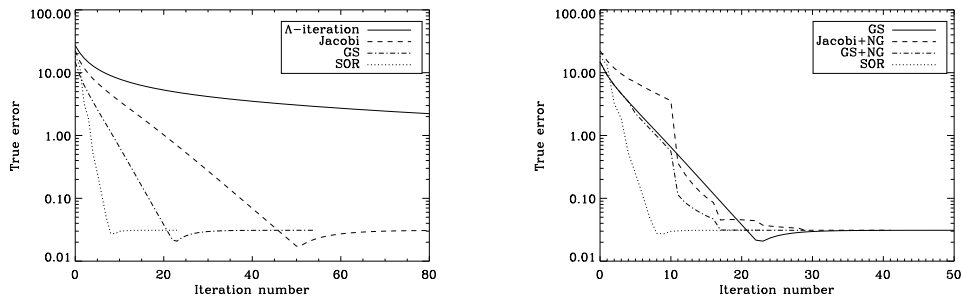 100.00
10.00
1.00
0.10
0.01
True error
0 20 40 60 80
Iteration number
Λ-iteration
Jacobi
GS
SOR
100.00
10.00
1.00
0.10
0.01
True error
0 10 20 30 40 50
Iteration number
GS
Jacobi+NG
GS+NG
SOR